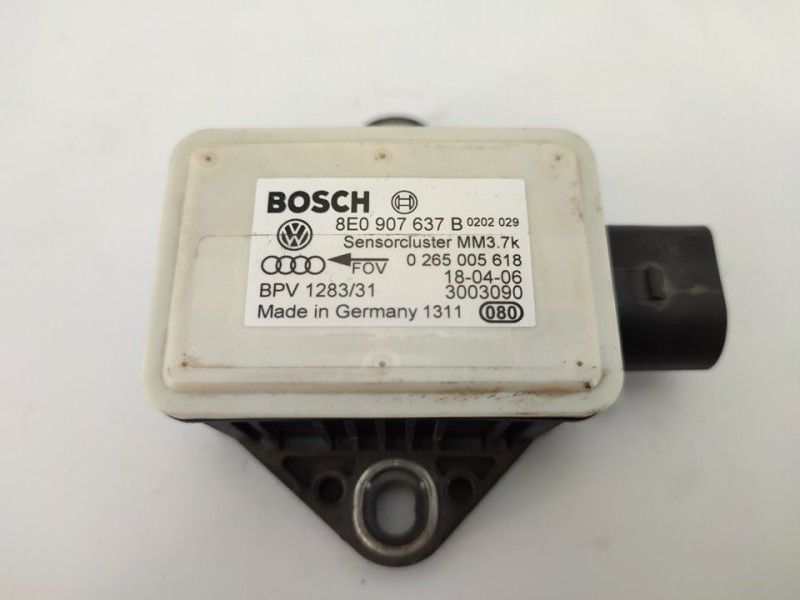 BOSCH
8E0 907 637 B 0202 029
Sensorcluster MM3.7k
FOV 0 265 005 618
18-04-06
BPV 1283/31 3003090
Made in Germany 1311 080